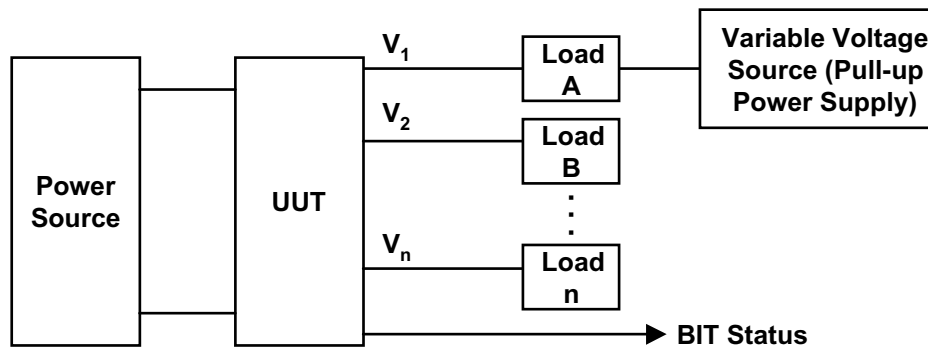 Power
Source
UUT
V1
V2
Vn
Load
A
Load
B
Load
n
Variable Voltage
Source (Pull-up
Power Supply)
BIT Status